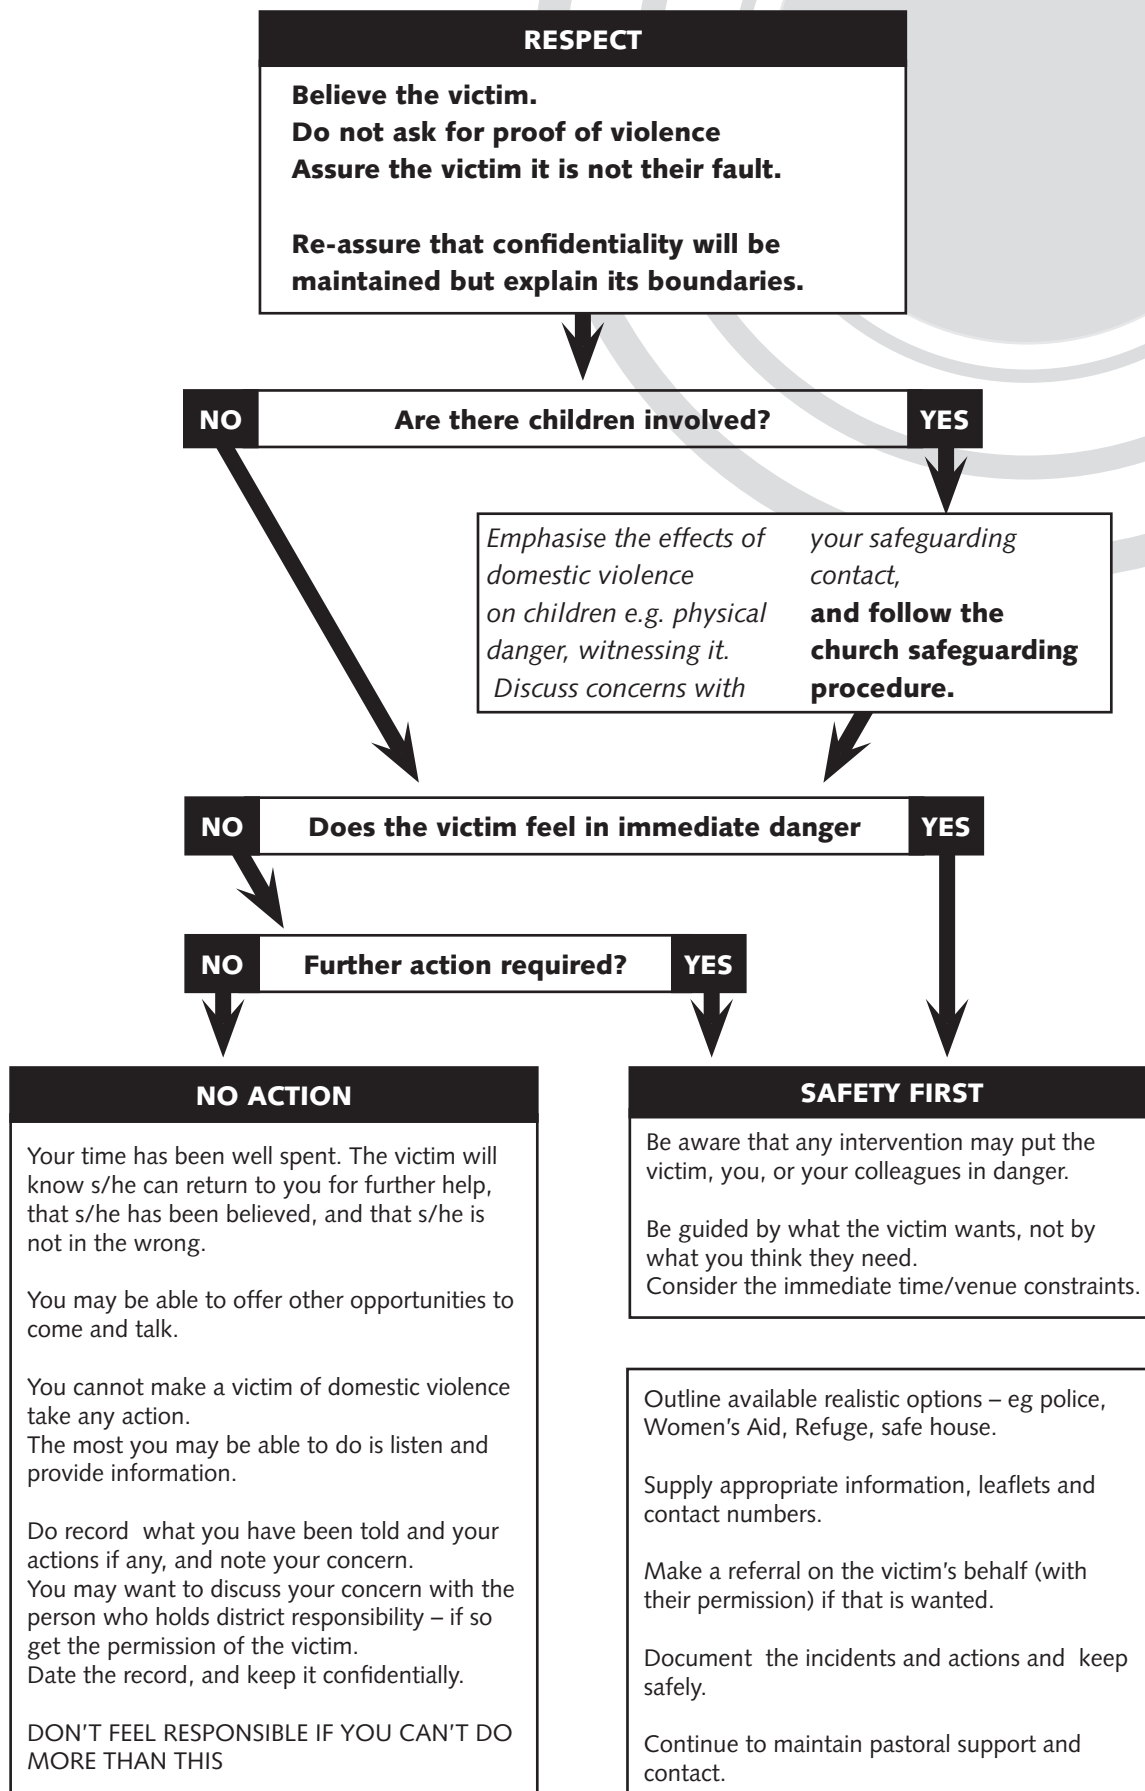 RESPECT
Believe the victim.
Do not ask for proof of violence
Assure the victim it is not their fault.
Re-assure that confidentiality will be
maintained but explain its boundaries.
NO
Are there children involved?
YES
Emphasise the effects of
domestic violence
on children e.g. physical
danger, witnessing it.
Discuss concerns with
your safeguarding
contact,
and follow the
church safeguarding
procedure.
NO
Does the victim feel in immediate danger
YES
NO
Further action required?
YES
NO ACTION
Your time has been well spent. The victim will
know s/he can return to you for further help,
that s/he has been believed, and that s/he is
not in the wrong.
You may be able to offer other opportunities to
come and talk.
You cannot make a victim of domestic violence
take any action.
The most you may be able to do is listen and
provide information.
Do record  what you have been told and your
actions if any, and note your concern.
You may want to discuss your concern with the
person who holds district responsibility – if so
get the permission of the victim.
Date the record, and keep it confidentially.
DON'T FEEL RESPONSIBLE IF YOU CAN'T DO
MORE THAN THIS
SAFETY FIRST
Be aware that any intervention may put the
victim, you, or your colleagues in danger.
Be guided by what the victim wants, not by
what you think they need.
Consider the immediate time/venue constraints.
Outline available realistic options – eg police,
Women's Aid, Refuge, safe house.
Supply appropriate information, leaflets and
contact numbers.
Make a referral on the victim's behalf (with
their permission) if that is wanted.
Document  the incidents and actions and  keep
safely.
Continue to maintain pastoral support and
contact.